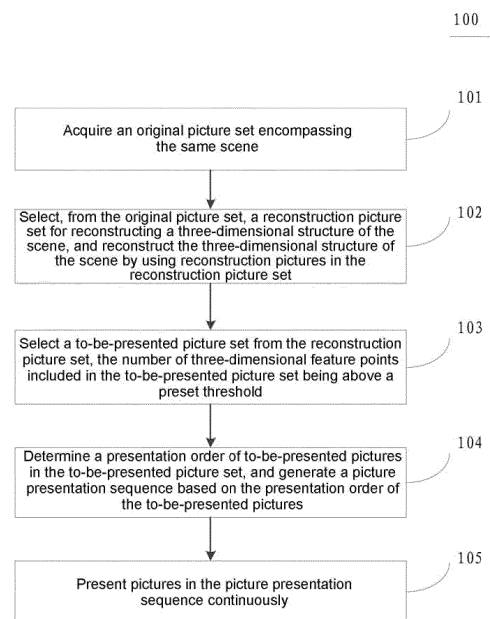 100
101
Acquire an original picture set encompassing
the same scene
102
Select, from the original picture set, a reconstruction picture
set for reconstructing a three-dimensional structure of the
scene, and reconstruct the three-dimensional structure of
the scene by using reconstruction pictures in the
reconstruction picture set
103
Select a to-be-presented picture set from the reconstruction
picture set, the number of three-dimensional feature points
included in the to-be-presented picture set being above a
preset threshold
104
Determine a presentation order of to-be-presented pictures
in the to-be-presented picture set, and generate a picture
presentation sequence based on the presentation order of
the to-be-presented pictures
105
Present pictures in the picture presentation
sequence continuously